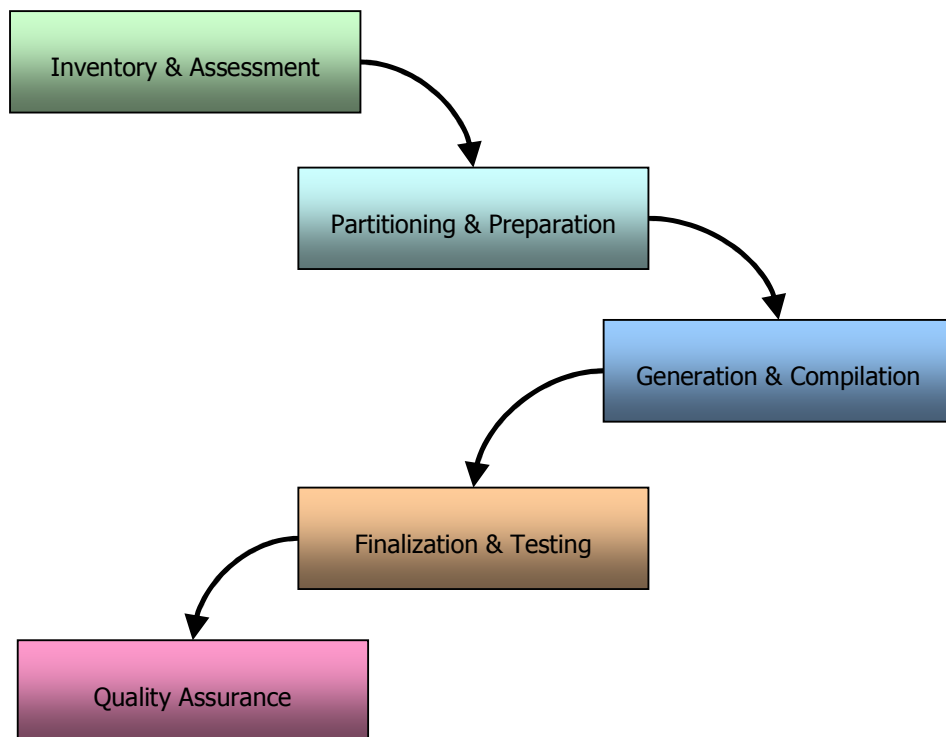 Inventory & Assessment
Partitioning & Preparation
Generation & Compilation
Finalization & Testing
Quality Assurance